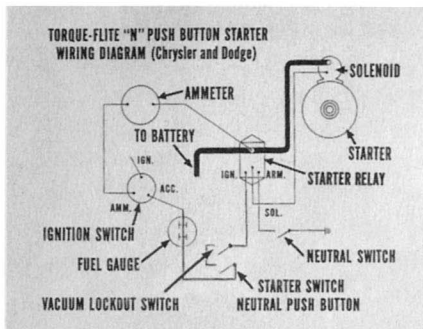 TORQUE-FLITE "N" PUSH BUTTON STARTER
WIRING DIAGRAM (Chrysler and Dodge)
SOLENOID
AMMETER
TO BATTERY
STARTER
IGN.
IGN.
ARM.
STARTER RELAY
ACC.
AMM.
SOL.
IGNITION SWITCH
NEUTRAL SWITCH
FUEL GAUGE
STARTER SWITCH
VACUUM LOCKOUT SWITCH
NEUTRAL PUSH BUTTON